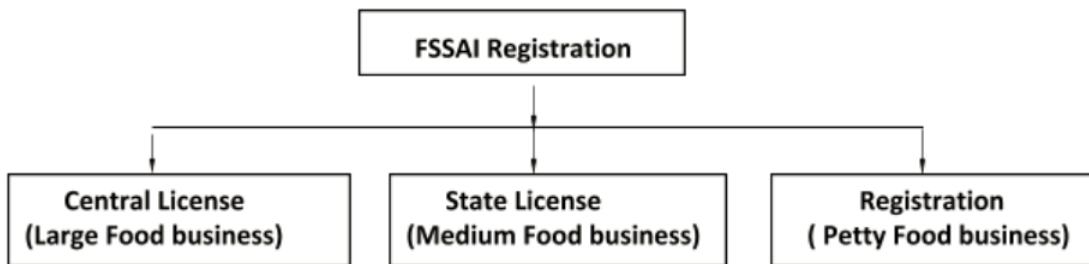 FSSAI Registration
Central License
(Large Food business)
State License
(Medium Food business)
Registration
( Petty Food business)